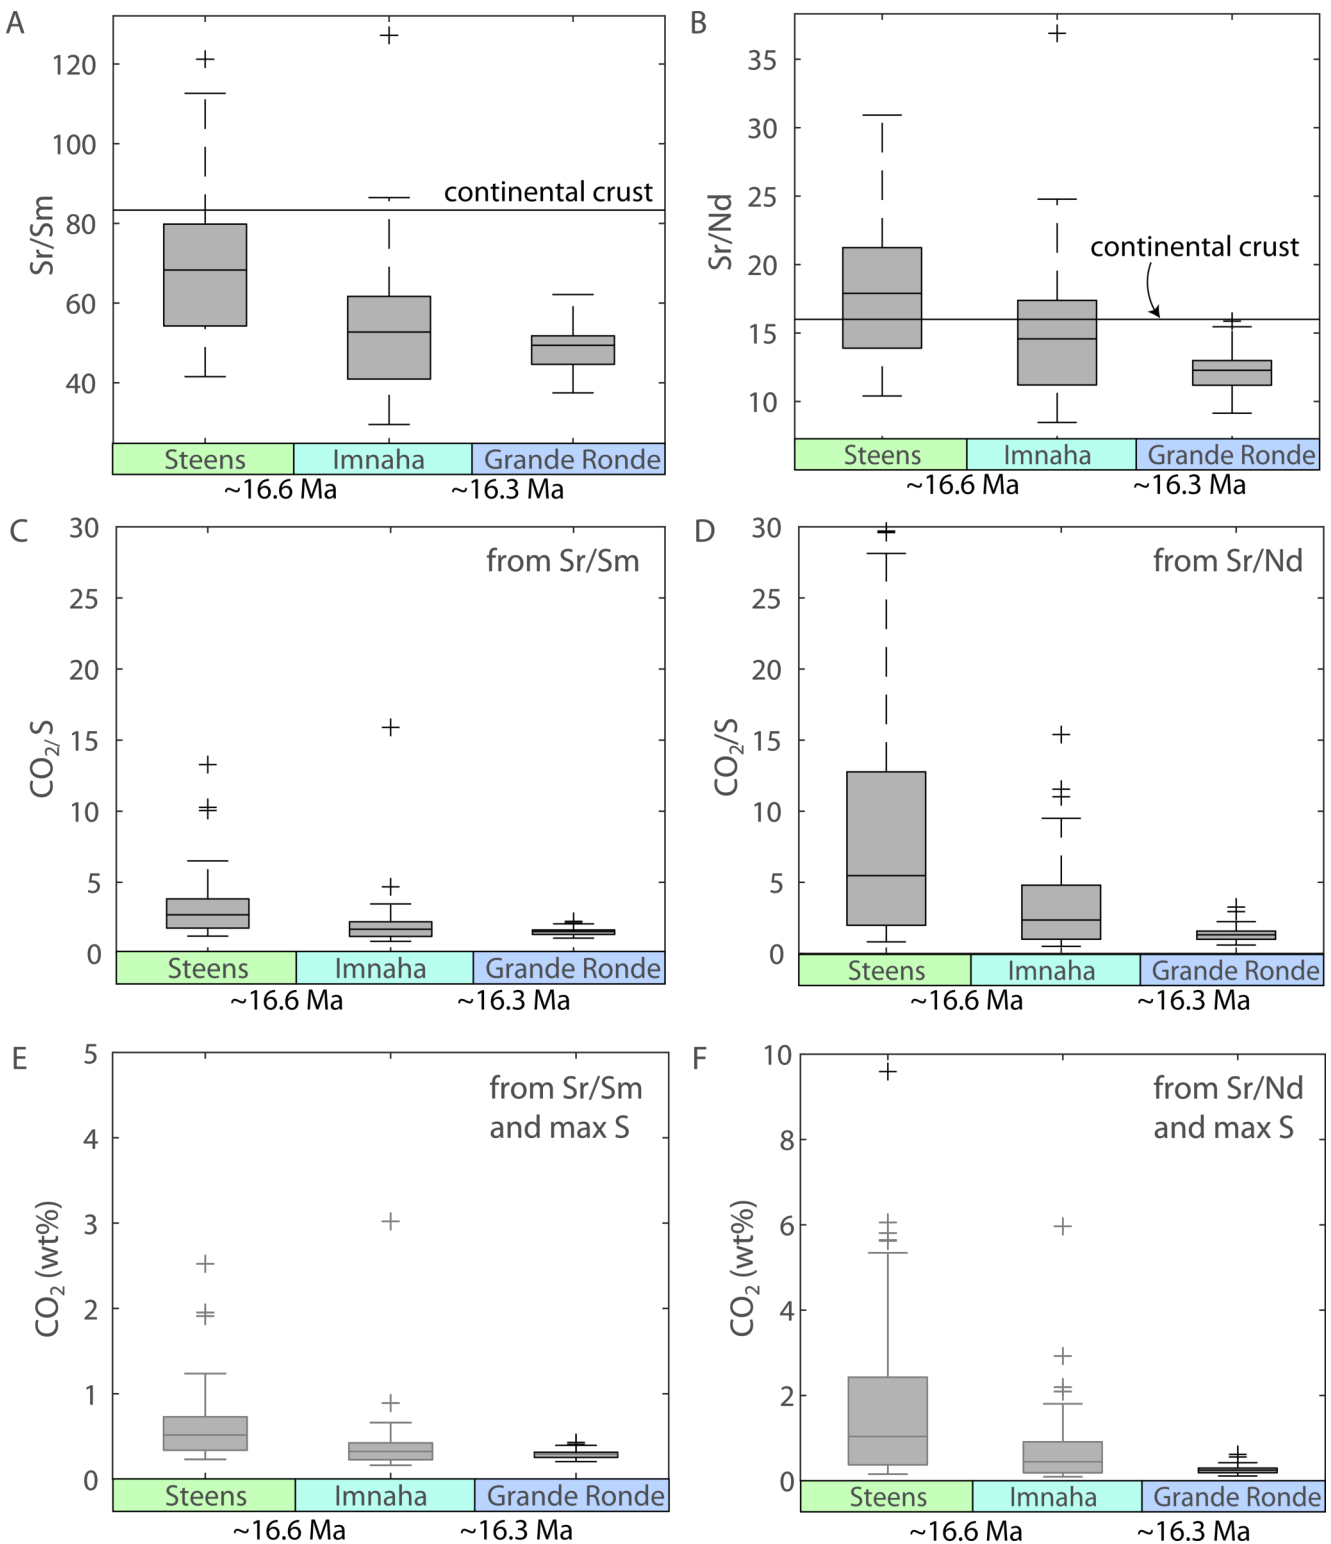 A
Sr/Sm
120
100
80
60
40
continental crust
Steens
Imnaha
Grande Ronde
~16.6 Ma
~16.3 Ma
B
Sr/Nd
35
30
25
20
15
10
continental crust
Steens
Imnaha
Grande Ronde
~16.6 Ma
~16.3 Ma
C
CO2/S
30
25
20
15
10
5
0
from Sr/Sm
Steens
Imnaha
Grande Ronde
~16.6 Ma
~16.3 Ma
D
CO2/S
30
25
20
15
10
5
0
from Sr/Nd
Steens
Imnaha
Grande Ronde
~16.6 Ma
~16.3 Ma
E
CO2 (wt%)
5
4
3
2
1
0
from Sr/Sm
and max S
Steens
Imnaha
Grande Ronde
~16.6 Ma
~16.3 Ma
F
CO2 (wt%)
10
8
6
4
2
0
from Sr/Nd
and max S
Steens
Imnaha
Grande Ronde
~16.6 Ma
~16.3 Ma